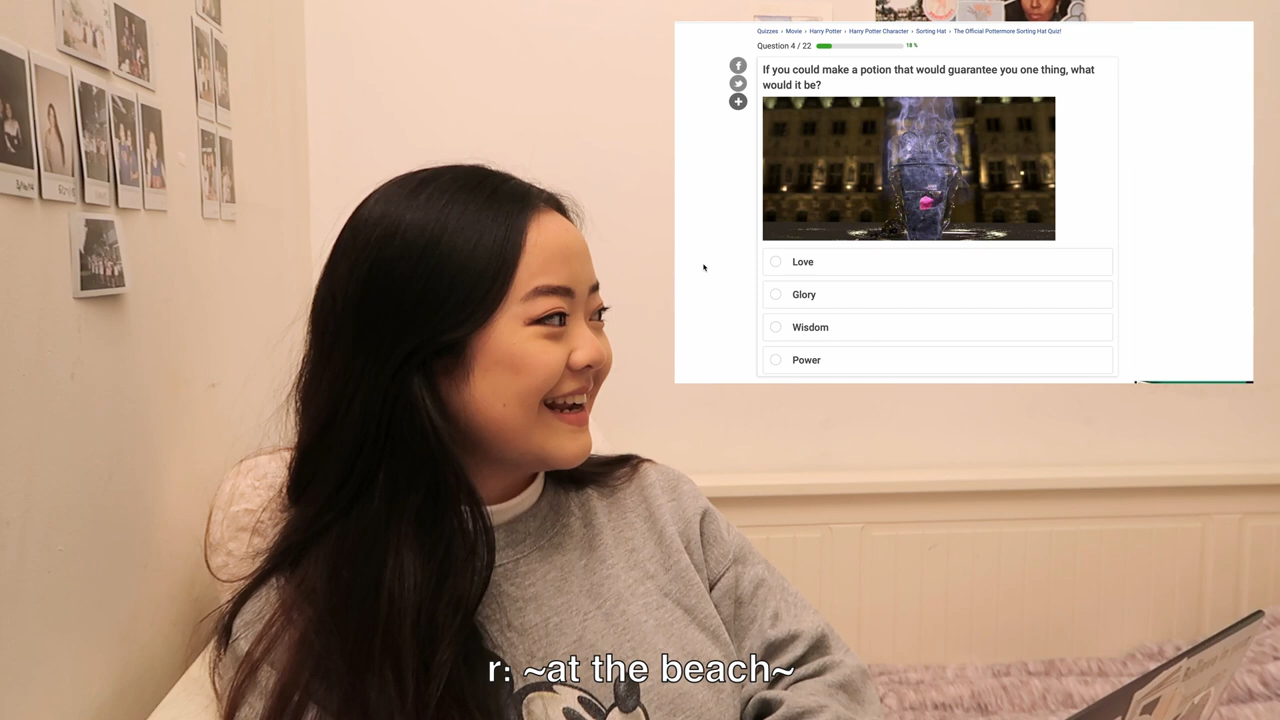 Quizzes › Movie › Harry Potter › Harry Potter Character › Sorting Hat › The Official Pottermore Sorting Hat Quiz!
Question 4 / 22
18 %
If you could make a potion that would guarantee you one thing, what
would it be?
Love
Glory
Wisdom
Power
r: ~at the beach~